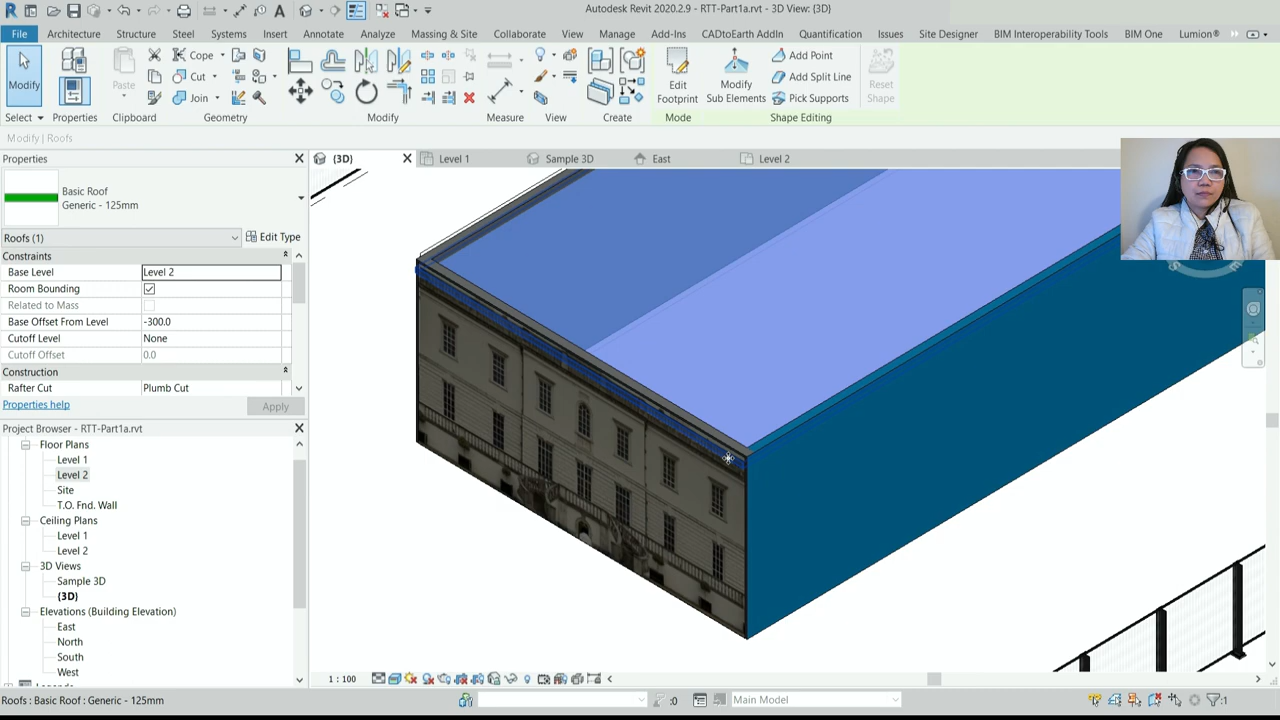 Autodesk Revit 2020.2.9 - RTT-Part1a.rvt - 3D View: {3D}
File Architecture Structure Steel Systems Insert Annotate Analyze Massing & Site Collaborate View Manage Add-Ins CADtoEarth AddIn Quantification Issues Site Designer BIM Interoperability Tools BIM One Lumion®
Modify
Paste
Cope
Cut
Join
Edit
Footprint
Modify
Sub Elements
Add Point
Add Split Line
Pick Supports
Reset
Shape
Select Properties Clipboard Geometry Modify Measure View Create Mode Shape Editing
Modify | Roofs
Properties
{3D} Level 1 Sample 3D East Level 2
Basic Roof
Generic - 125mm
Roofs (1) Edit Type
Constraints
Base Level Level 2
Room Bounding
Related to Mass
Base Offset From Level -300.0
Cutoff Level None
Cutoff Offset 0.0
Construction
Rafter Cut Plumb Cut
Properties help Apply
Project Browser - RTT-Part1a.rvt
Floor Plans
Level 1
Level 2
Site
T.O. Fnd. Wall
Ceiling Plans
Level 1
Level 2
3D Views
Sample 3D
{3D}
Elevations (Building Elevation)
East
North
South
West
1 : 100
Roofs : Basic Roof : Generic - 125mm :0 Main Model :1